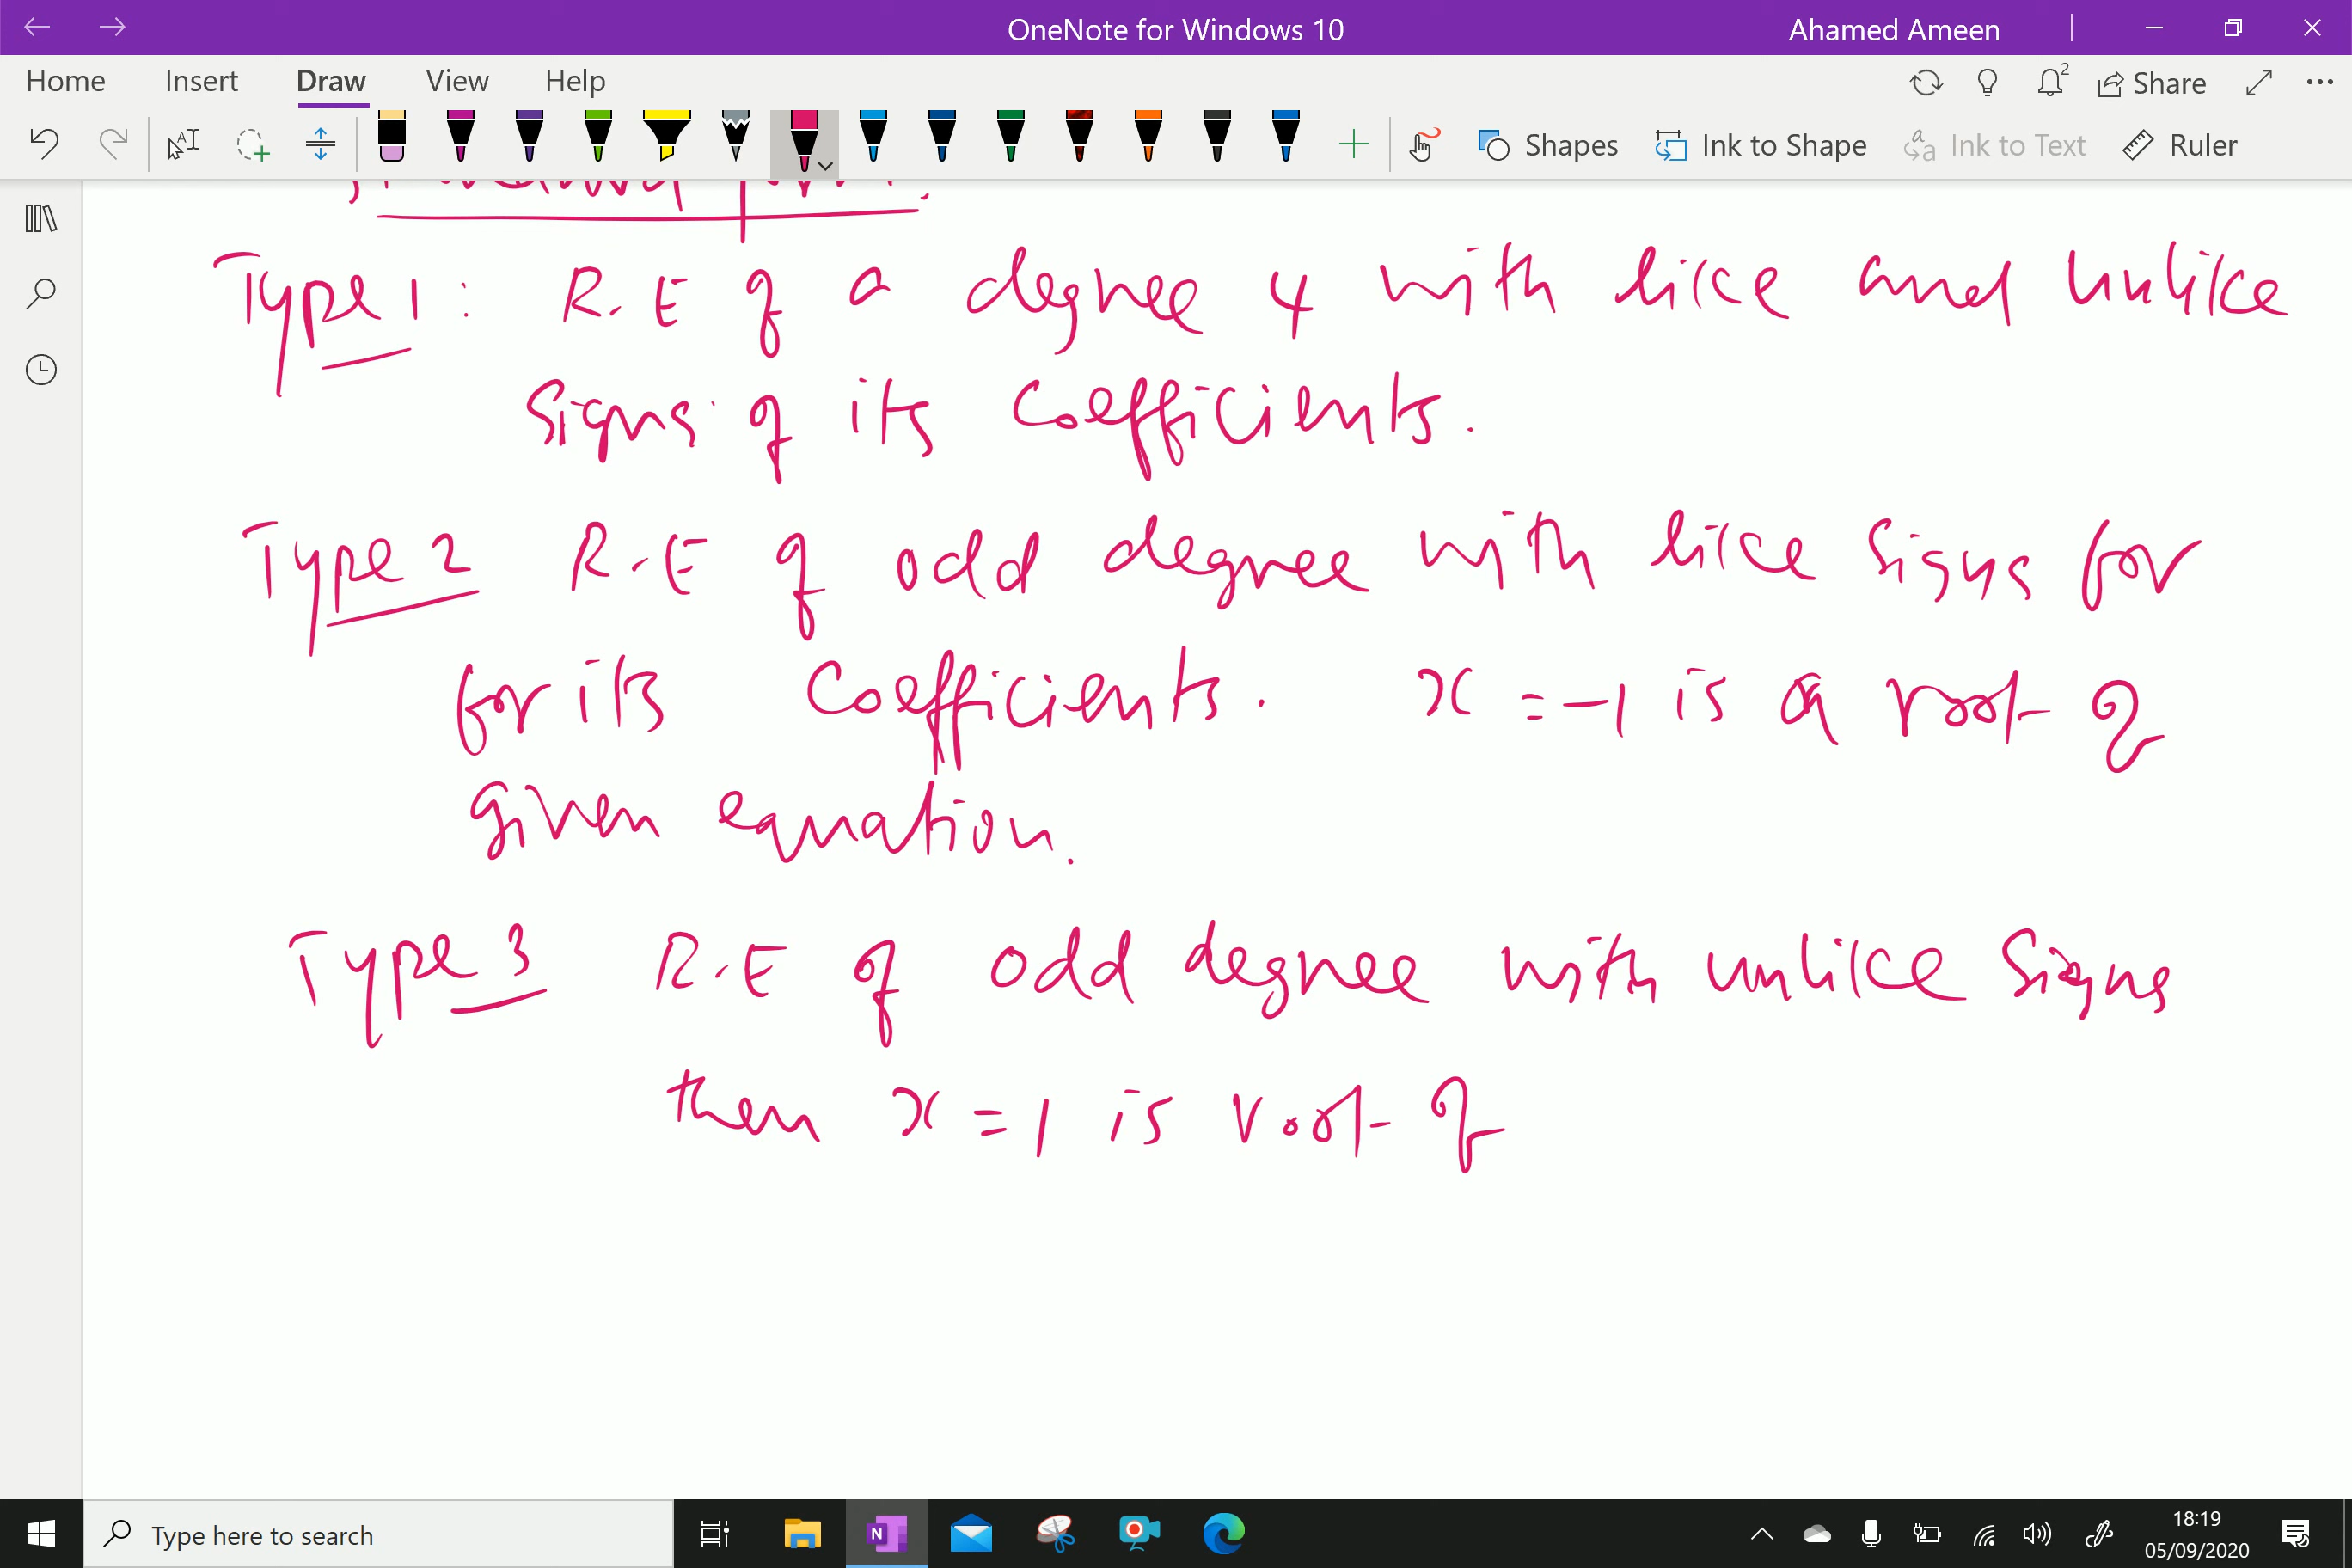 OneNote for Windows 10 Ahamed Ameen
Home Insert Draw View Help 2 Share
Shapes Ink to Shape Ink to Text Ruler
Type 1: R.E of a degree 4 with like and unlike
signs of its coefficients.
Type 2 R.E of odd degree with like signs for
for its coefficients. x = -1 is a root of
given equation.
Type 3 R.E of odd degree with unlike signs
then x = 1 is root of
Type here to search 18:19
05/09/2020